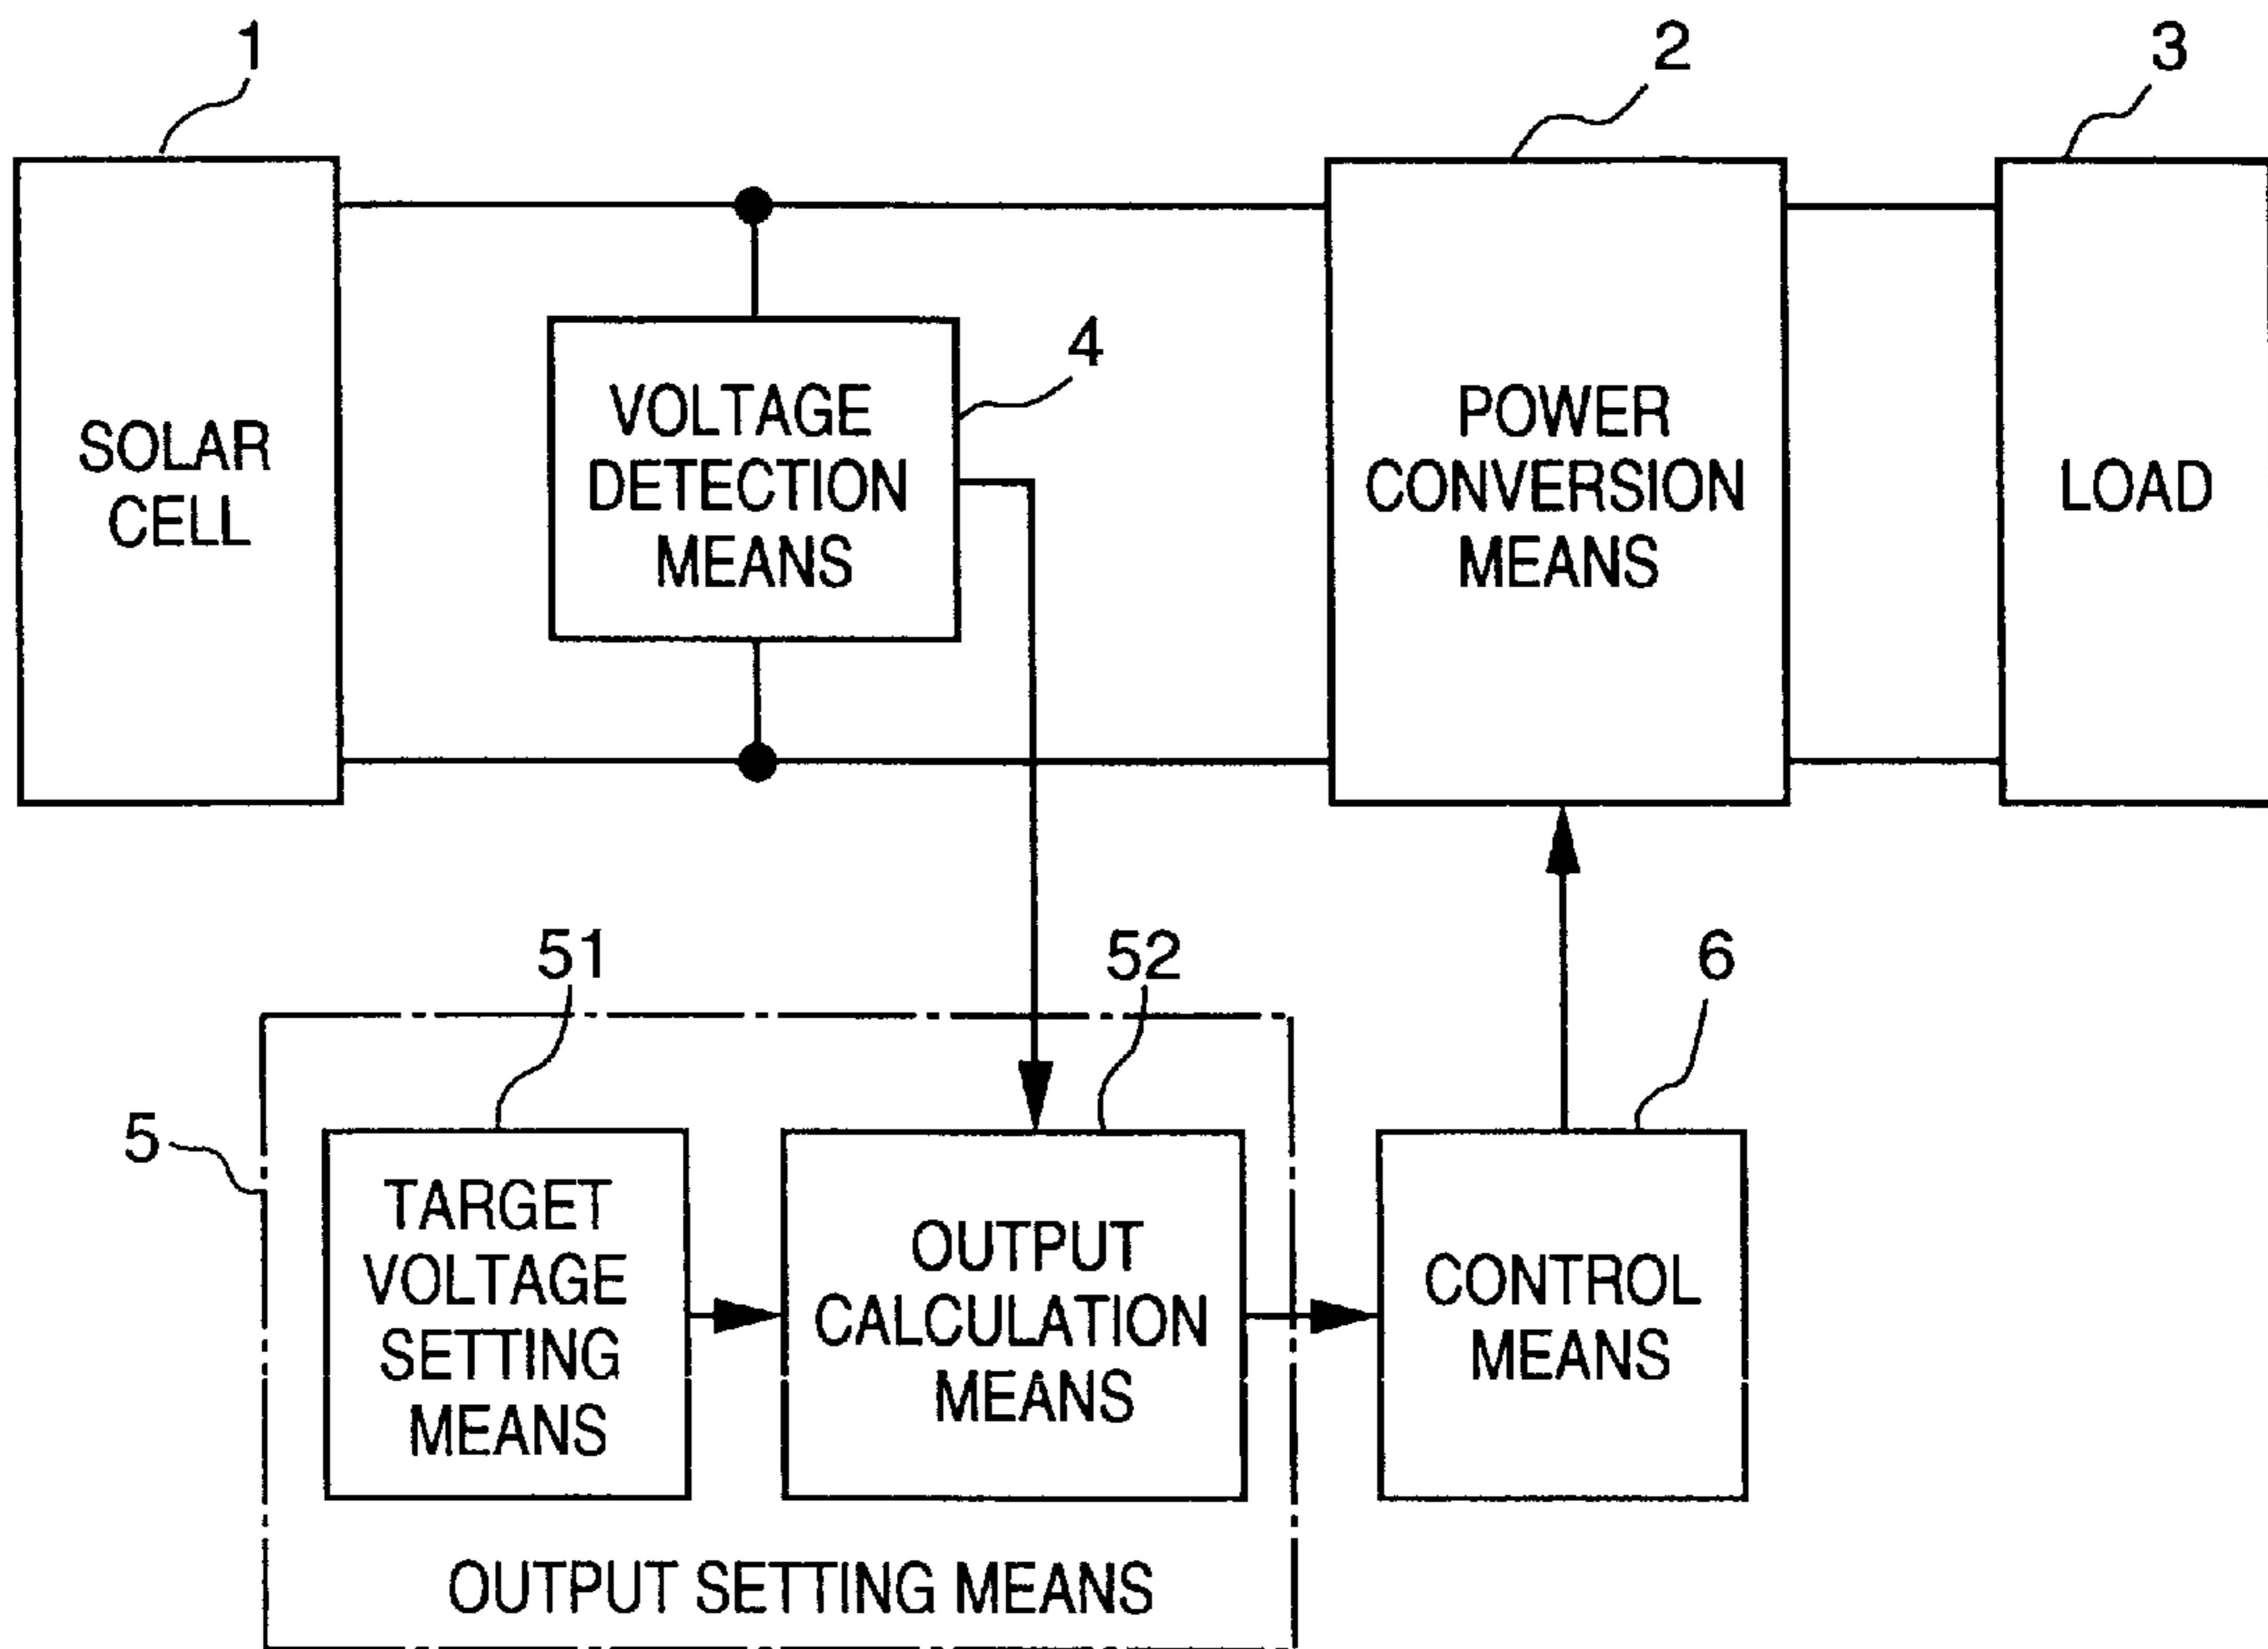 1
2
3
SOLAR
CELL
4
VOLTAGE
DETECTION
MEANS
POWER
CONVERSION
MEANS
LOAD
5
51
52
6
TARGET
VOLTAGE
SETTING
MEANS
OUTPUT
CALCULATION
MEANS
CONTROL
MEANS
OUTPUT SETTING MEANS